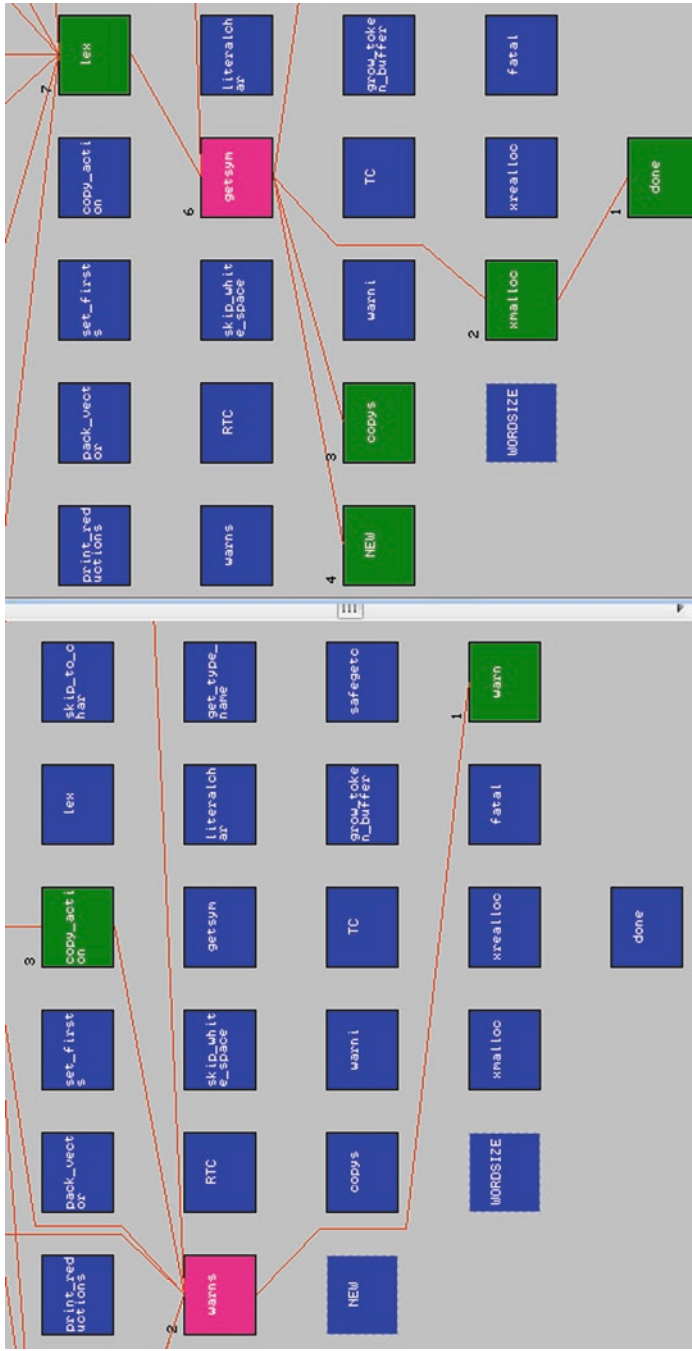 print_red
uctions
pack_vect
or
set_first
s
3
copy_acti
on
lex
skip_to_c
har
2
warns
RTC
skip_whit
e_space
getsym
literalch
ar
get_type_
name
NEW
copys
warni
TC
grow_toke
n_buffer
safegetc
WORDSIZE
xmalloc
xrealloc
fatal
1
warn
done
print_red
uctions
pack_vect
or
set_first
s
copy_acti
on
7
lex
warns
RTC
skip_whit
e_space
6
getsym
literalch
ar
4
NEW
3
copys
warni
TC
grow_toke
n_buffer
WORDSIZE
2
xmalloc
xrealloc
fatal
1
done